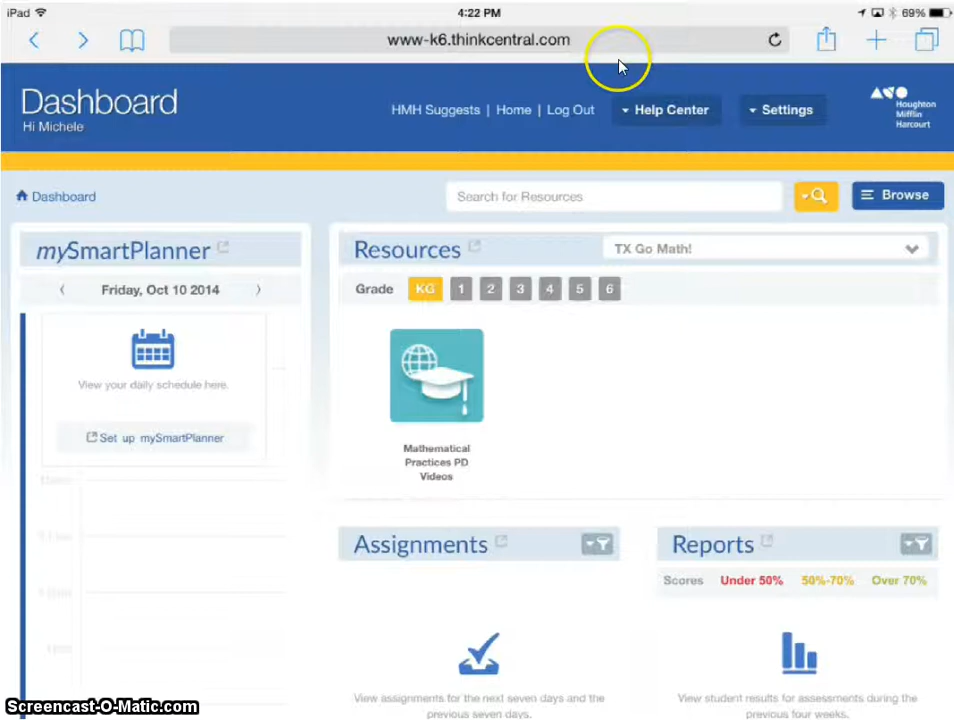 iPad 4:22 PM 69%
www-k6.thinkcentral.com
Dashboard
Hi Michele
HMH Suggests | Home | Log Out Help Center Settings
Houghton
Mifflin
Harcourt
Dashboard Search for Resources Browse
mySmartPlanner
Friday, Oct 10 2014
View your daily schedule here.
Set up mySmartPlanner
Resources TX Go Math!
Grade KG 1 2 3 4 5 6
Mathematical
Practices PD
Videos
Assignments
View assignments for the next seven days and the
previous seven days.
Reports
Scores Under 50% 50%-70% Over 70%
View student results for assessments during the
previous four weeks.
Screencast-O-Matic.com